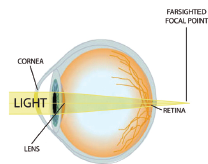 FARSIGHTED
FOCAL POINT
CORNEA
LIGHT
RETINA
LENS